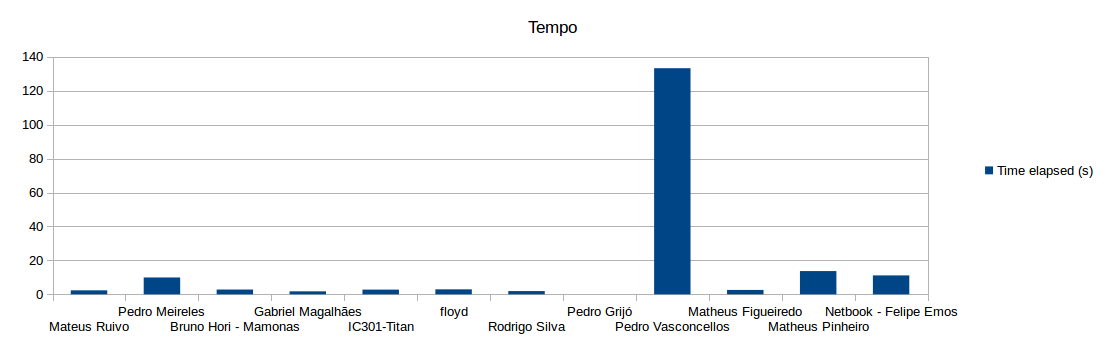 Tempo
140
120
100
80
60
40
20
0
Time elapsed (s)
Mateus Ruivo
Pedro Meireles
Bruno Hori - Mamonas
Gabriel Magalhães
IC301-Titan
floyd
Rodrigo Silva
Pedro Grijó
Pedro Vasconcellos
Matheus Figueiredo
Matheus Pinheiro
Netbook - Felipe Emos